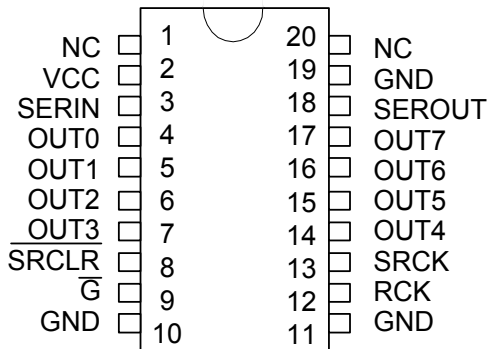 NC 1 20 NC
VCC 2 19 GND
SERIN 3 18 SEROUT
OUT0 4 17 OUT7
OUT1 5 16 OUT6
OUT2 6 15 OUT5
OUT3 7 14 OUT4
S̅R̅C̅L̅R̅ 8 13 SRCK
G̅ 9 12 RCK
GND 10 11 GND